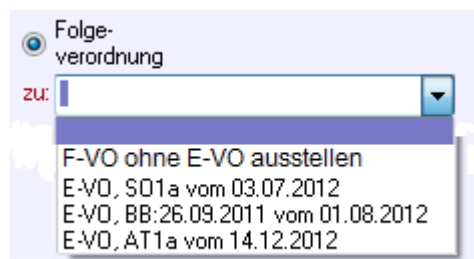 Folge-
verordnung
zu:
F-VO ohne E-VO ausstellen
E-VO, SO1a vom 03.07.2012
E-VO, BB:26.09.2011 vom 01.08.2012
E-VO, AT1a vom 14.12.2012